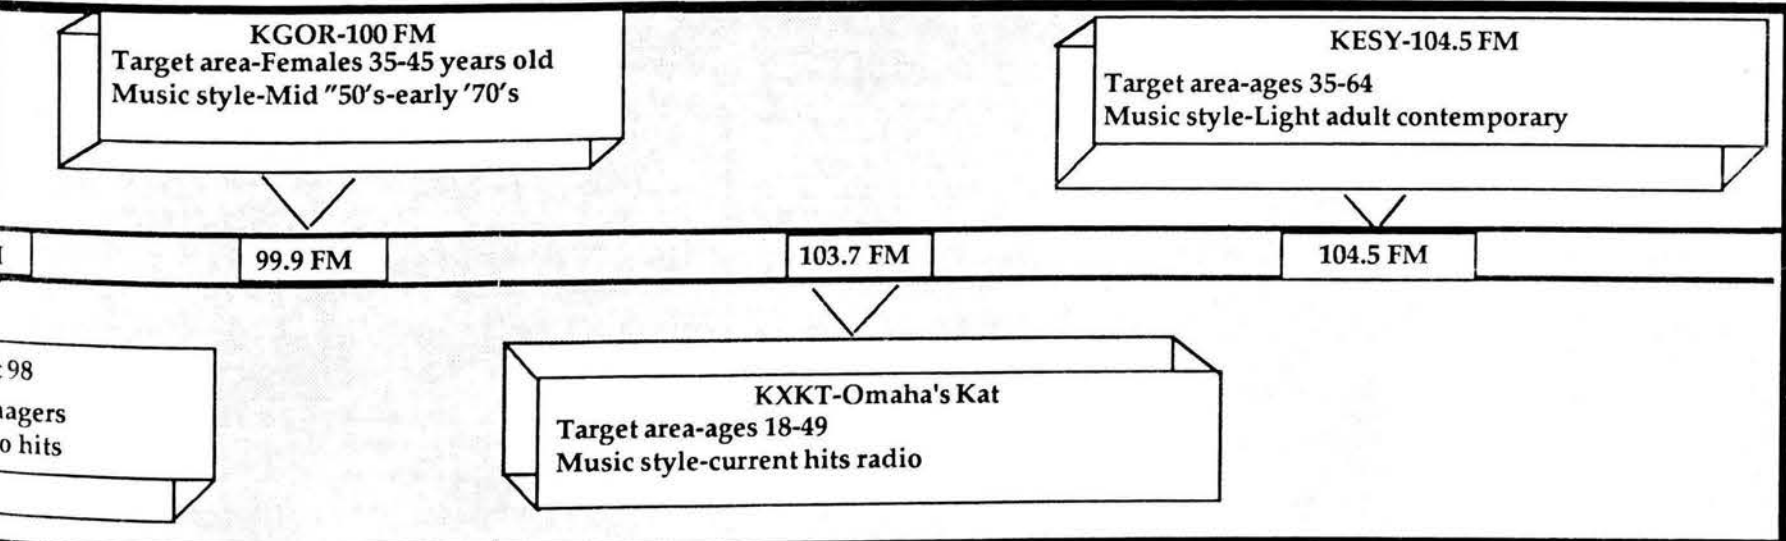 KGOR-100 FM
Target area-Females 35-45 years old
Music style-Mid "50's-early '70's
KESY-104.5 FM
Target area-ages 35-64
Music style-Light adult contemporary
99.9 FM
103.7 FM
104.5 FM
98
o hits
KXKT-Omaha's Kat
Target area-ages 18-49
Music style-current hits radio